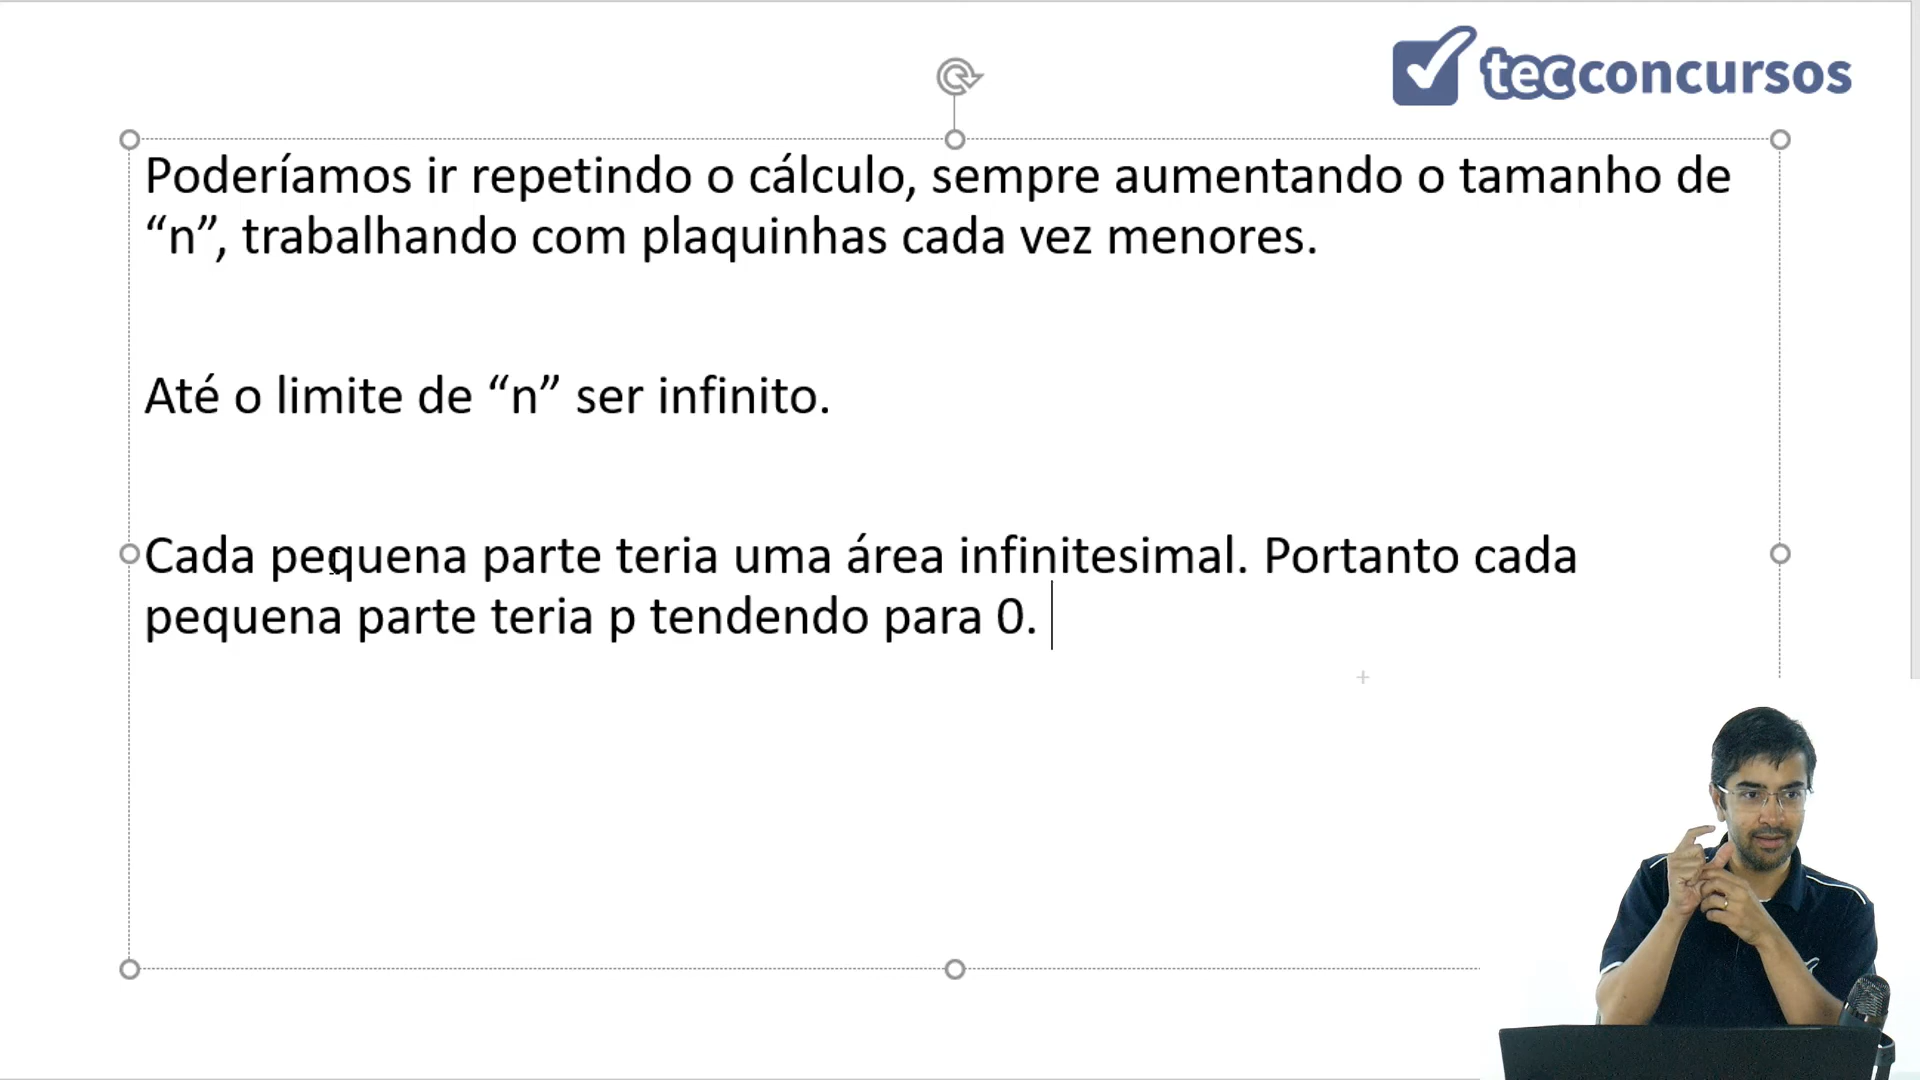 tecconcursos
Poderíamos ir repetindo o cálculo, sempre aumentando o tamanho de
“n”, trabalhando com plaquinhas cada vez menores.
Até o limite de “n” ser infinito.
Cada pequena parte teria uma área infinitesimal. Portanto cada
pequena parte teria p tendendo para 0.